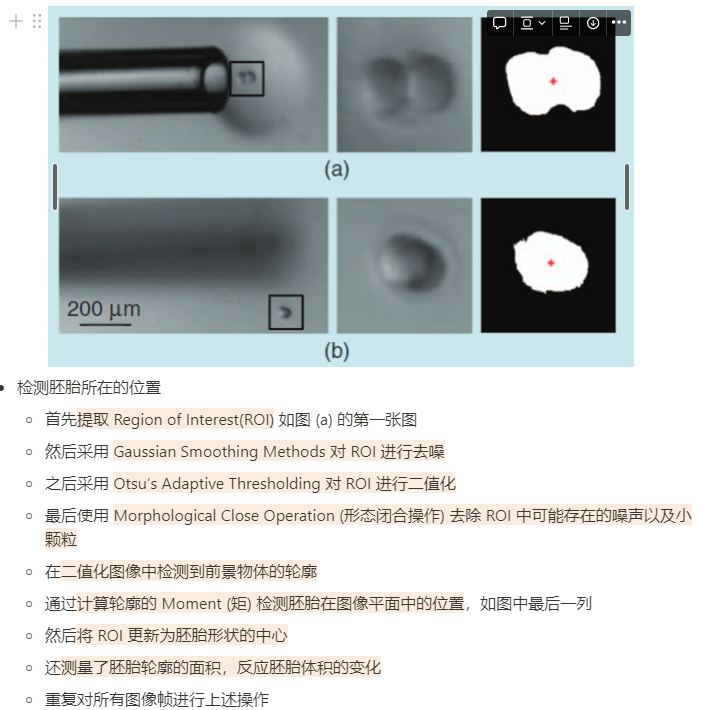 (a)
200 μm
(b)
检测胚胎所在的位置
首先提取 Region of Interest(ROI) 如图 (a) 的第一张图
然后采用 Gaussian Smoothing Methods 对 ROI 进行去噪
之后采用 Otsu's Adaptive Thresholding 对 ROI 进行二值化
最后使用 Morphological Close Operation (形态闭合操作) 去除 ROI 中可能存在的噪声以及小
颗粒
在二值化图像中检测到前景物体的轮廓
通过计算轮廓的 Moment (矩) 检测胚胎在图像平面中的位置，如图中最后一列
然后将 ROI 更新为胚胎形状的中心
还测量了胚胎轮廓的面积，反应胚胎体积的变化
重复对所有图像帧进行上述操作